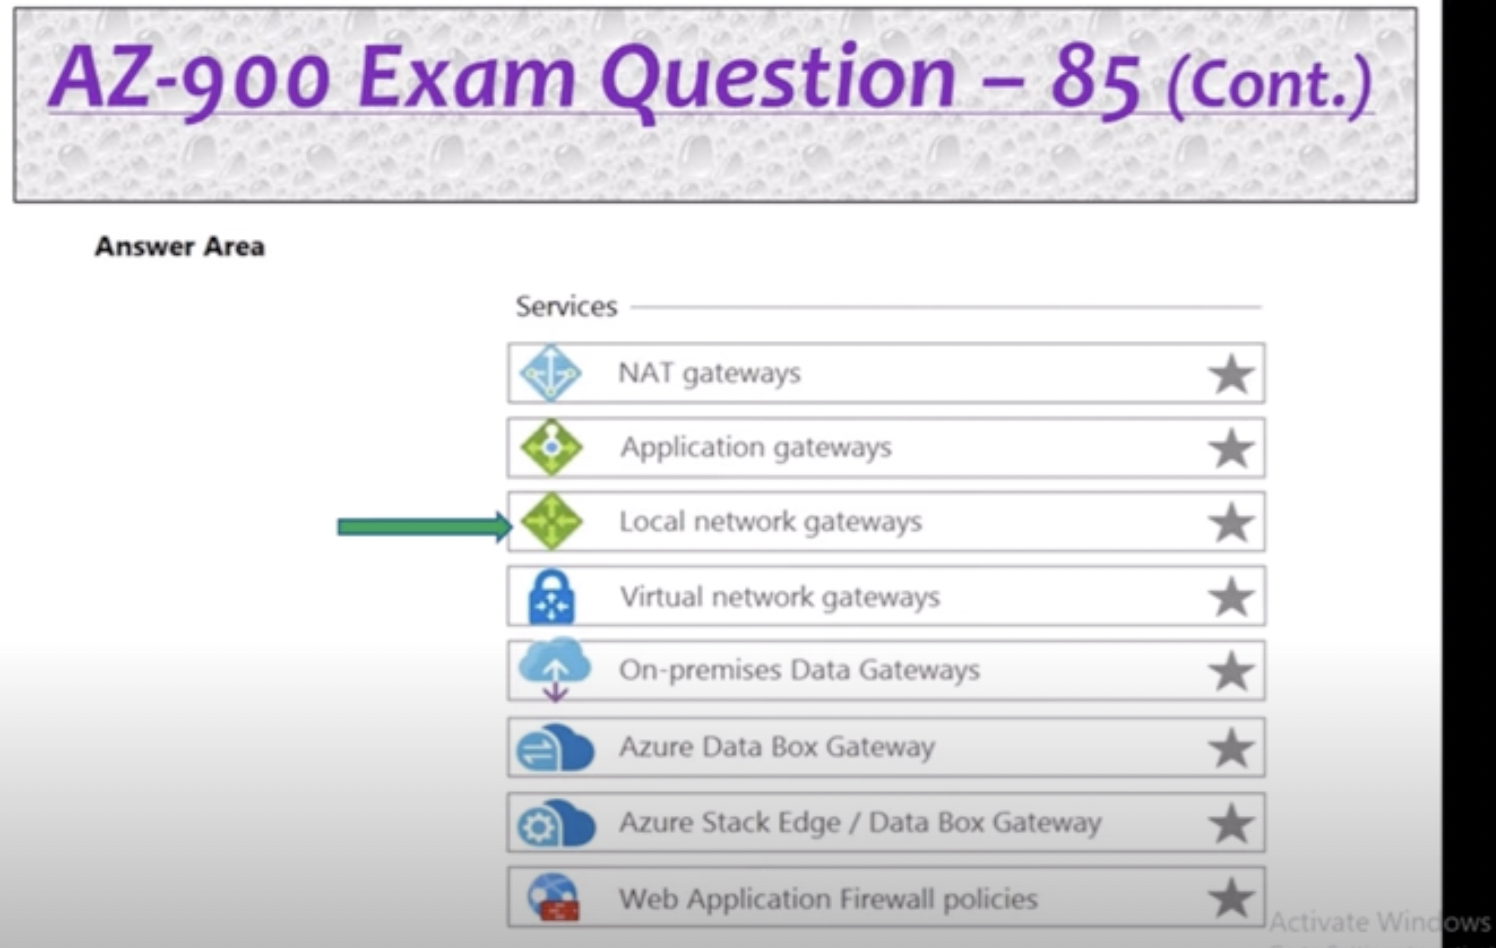 AZ-900 Exam Question – 85 (Cont.)
Answer Area
Services
NAT gateways
Application gateways
Local network gateways
Virtual network gateways
On-premises Data Gateways
Azure Data Box Gateway
Azure Stack Edge / Data Box Gateway
Web Application Firewall policies
Activate Windows